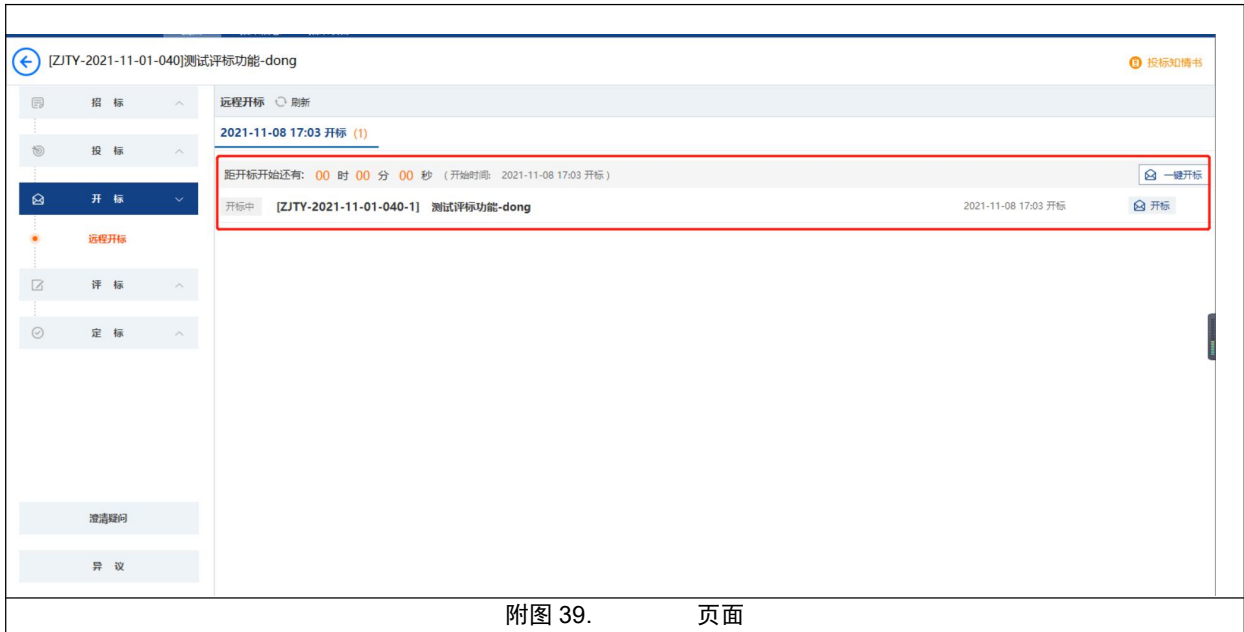 [ZJTY-2021-11-01-040]测试评标功能-dong
投标知情书
招 标
远程开标 刷新
2021-11-08 17:03 开标 (1)
投 标
距开标开始还有: 00 时 00 分 00 秒 (开始时间: 2021-11-08 17:03 开标)
一键开标
开 标
开标中 [ZJTY-2021-11-01-040-1] 测试评标功能-dong 2021-11-08 17:03 开标 开标
远程开标
评 标
定 标
澄清疑问
异 议
附图 39. 页面